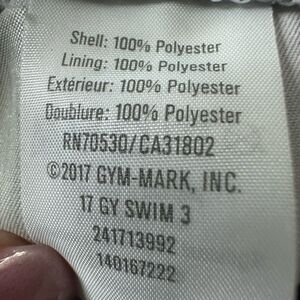 Shell: 100% Polyester
Lining: 100% Polyester
Extérieur: 100% Polyester
Doublure: 100% Polyester
RN70530/CA31802
©2017 GYM-MARK, INC.
17 GY SWIM 3
241713992
140167222